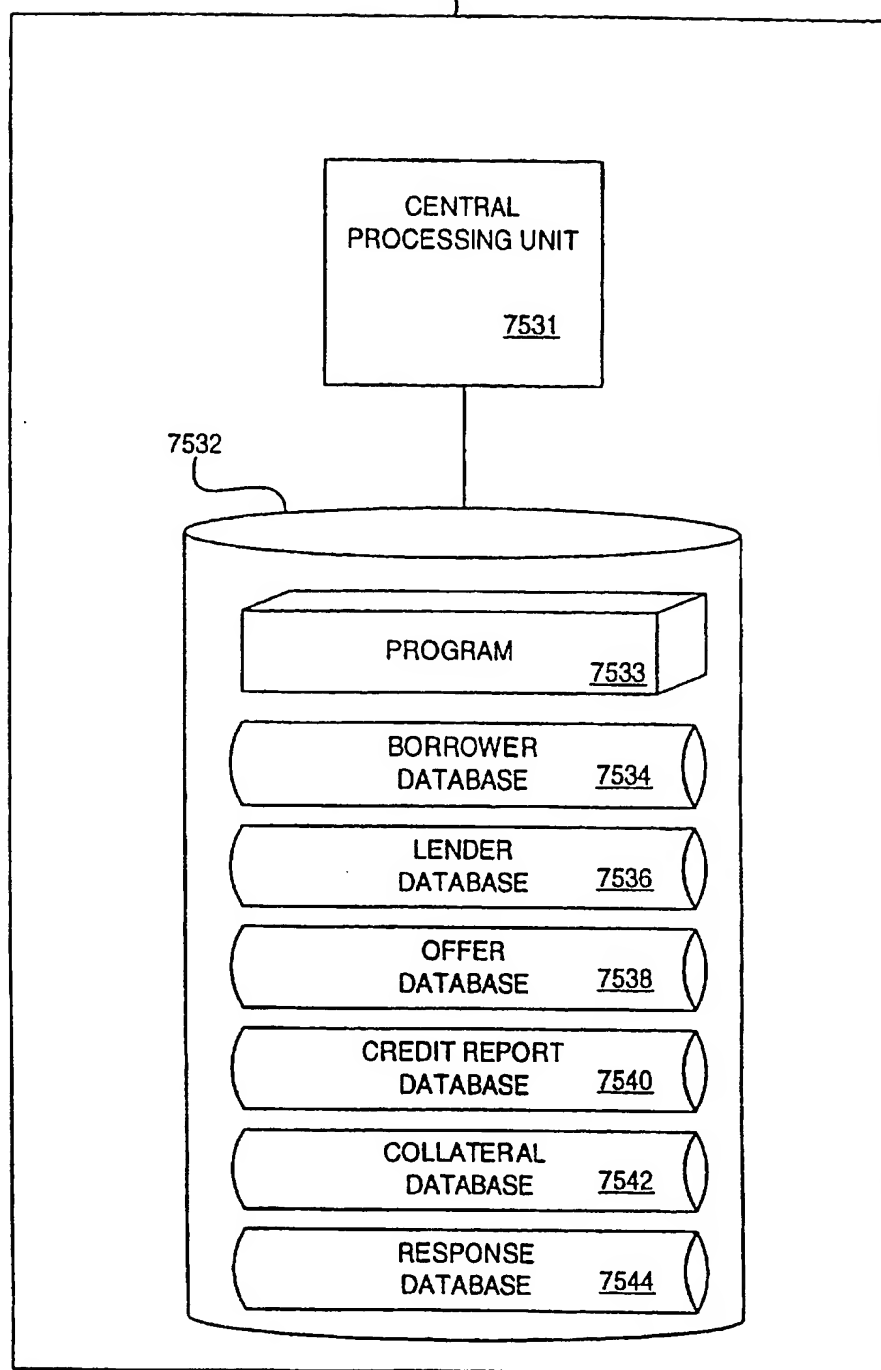 CENTRAL
PROCESSING UNIT
7531
7532
PROGRAM
7533
BORROWER
DATABASE
7534
LENDER
DATABASE
7536
OFFER
DATABASE
7538
CREDIT REPORT
DATABASE
7540
COLLATERAL
DATABASE
7542
RESPONSE
DATABASE
7544